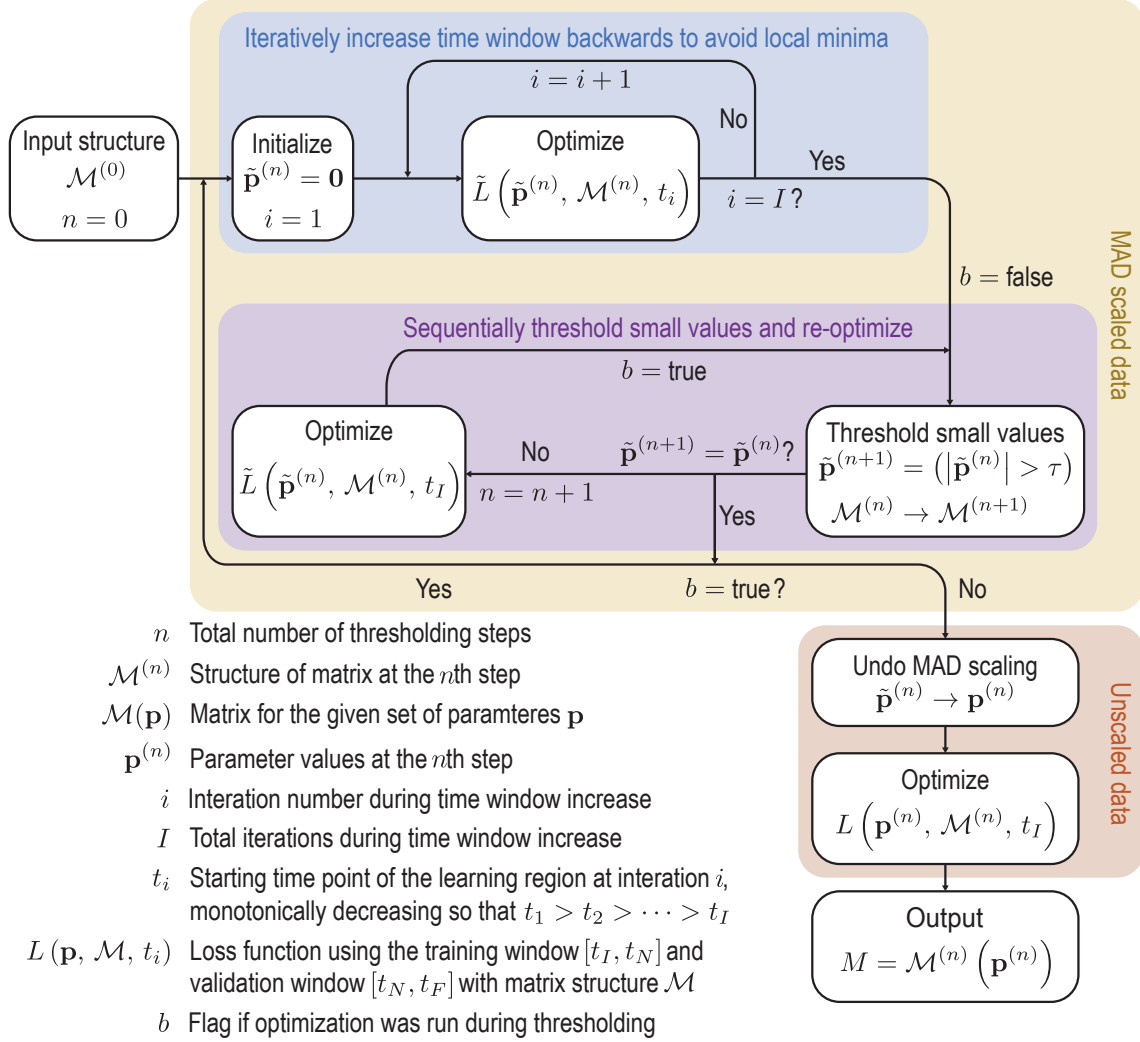 Iteratively increase time window backwards to avoid local minima
i = i + 1
No
Input structure
ℳ⁽⁰⁾
n = 0
Initialize
p̃⁽ⁿ⁾ = 0
i = 1
Optimize
L̃ (p̃⁽ⁿ⁾, ℳ⁽ⁿ⁾, tᵢ)
Yes
i = I ?
MAD scaled data
b = false
Sequentially threshold small values and re-optimize
b = true
Optimize
L̃ (p̃⁽ⁿ⁾, ℳ⁽ⁿ⁾, t_I)
No
n = n + 1
p̃⁽ⁿ⁺¹⁾ = p̃⁽ⁿ⁾ ?
Yes
Threshold small values
p̃⁽ⁿ⁺¹⁾ = (|p̃⁽ⁿ⁾| > τ)
ℳ⁽ⁿ⁾ → ℳ⁽ⁿ⁺¹⁾
Yes
b = true ?
No
n Total number of thresholding steps
ℳ⁽ⁿ⁾ Structure of matrix at the nth step
ℳ(p) Matrix for the given set of paramteres p
p⁽ⁿ⁾ Parameter values at the nth step
i Interation number during time window increase
I Total iterations during time window increase
tᵢ Starting time point of the learning region at interation i,
monotonically decreasing so that t₁ > t₂ > ⋯ > t_I
L (p, ℳ, tᵢ) Loss function using the training window [t_I, t_N] and
validation window [t_N, t_F] with matrix structure ℳ
b Flag if optimization was run during thresholding
Unscaled data
Undo MAD scaling
p̃⁽ⁿ⁾ → p⁽ⁿ⁾
Optimize
L (p⁽ⁿ⁾, ℳ⁽ⁿ⁾, t_I)
Output
M = ℳ⁽ⁿ⁾ (p⁽ⁿ⁾)